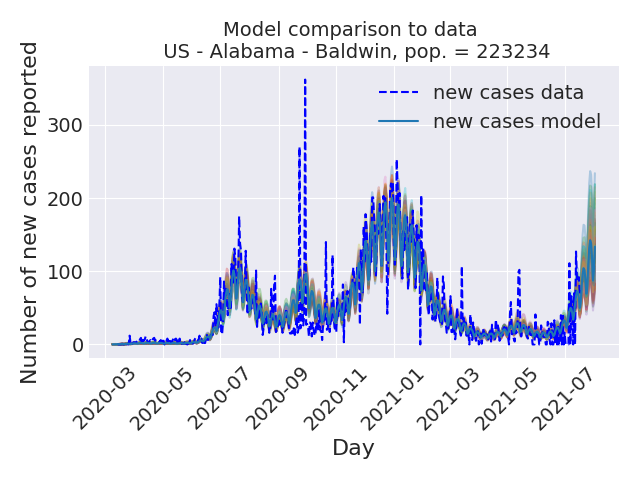 Model comparison to data
US - Alabama - Baldwin, pop. = 223234
Number of new cases reported
new cases data
new cases model
300
200
100
0
2020-03
2020-05
2020-07
2020-09
2020-11
2021-01
2021-03
2021-05
2021-07
Day